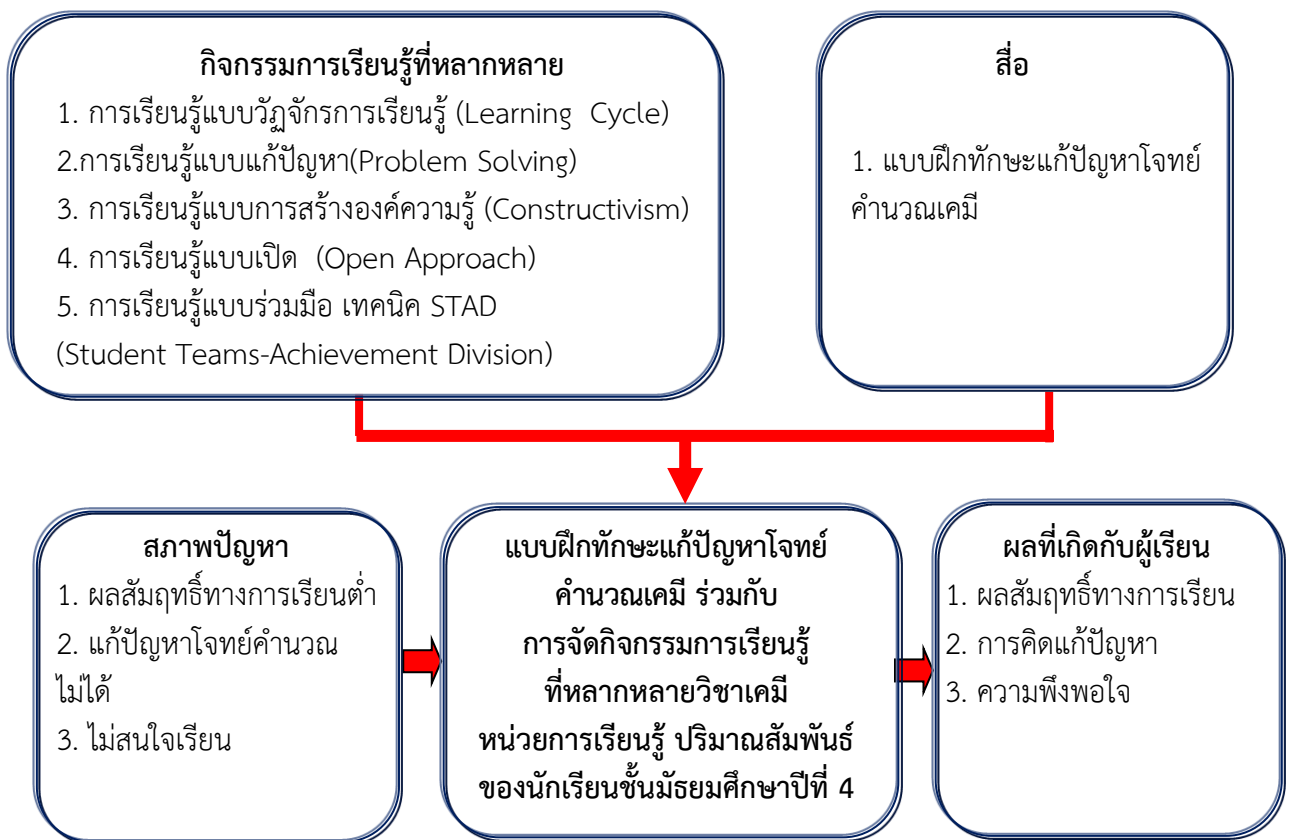 กิจกรรมการเรียนรู้ที่หลากหลาย
1. การเรียนรู้แบบวัฏจักรการเรียนรู้ (Learning Cycle)
2.การเรียนรู้แบบแก้ปัญหา(Problem Solving)
3. การเรียนรู้แบบการสร้างองค์ความรู้ (Constructivism)
4. การเรียนรู้แบบเปิด (Open Approach)
5. การเรียนรู้แบบร่วมมือ เทคนิค STAD
(Student Teams-Achievement Division)
สื่อ
1. แบบฝึกทักษะแก้ปัญหาโจทย์
คำนวณเคมี
สภาพปัญหา
1. ผลสัมฤทธิ์ทางการเรียนต่ำ
2. แก้ปัญหาโจทย์คำนวณ
ไม่ได้
3. ไม่สนใจเรียน
แบบฝึกทักษะแก้ปัญหาโจทย์
คำนวณเคมี ร่วมกับ
การจัดกิจกรรมการเรียนรู้
ที่หลากหลายวิชาเคมี
หน่วยการเรียนรู้ ปริมาณสัมพันธ์
ของนักเรียนชั้นมัธยมศึกษาปีที่ 4
ผลที่เกิดกับผู้เรียน
1. ผลสัมฤทธิ์ทางการเรียน
2. การคิดแก้ปัญหา
3. ความพึงพอใจ